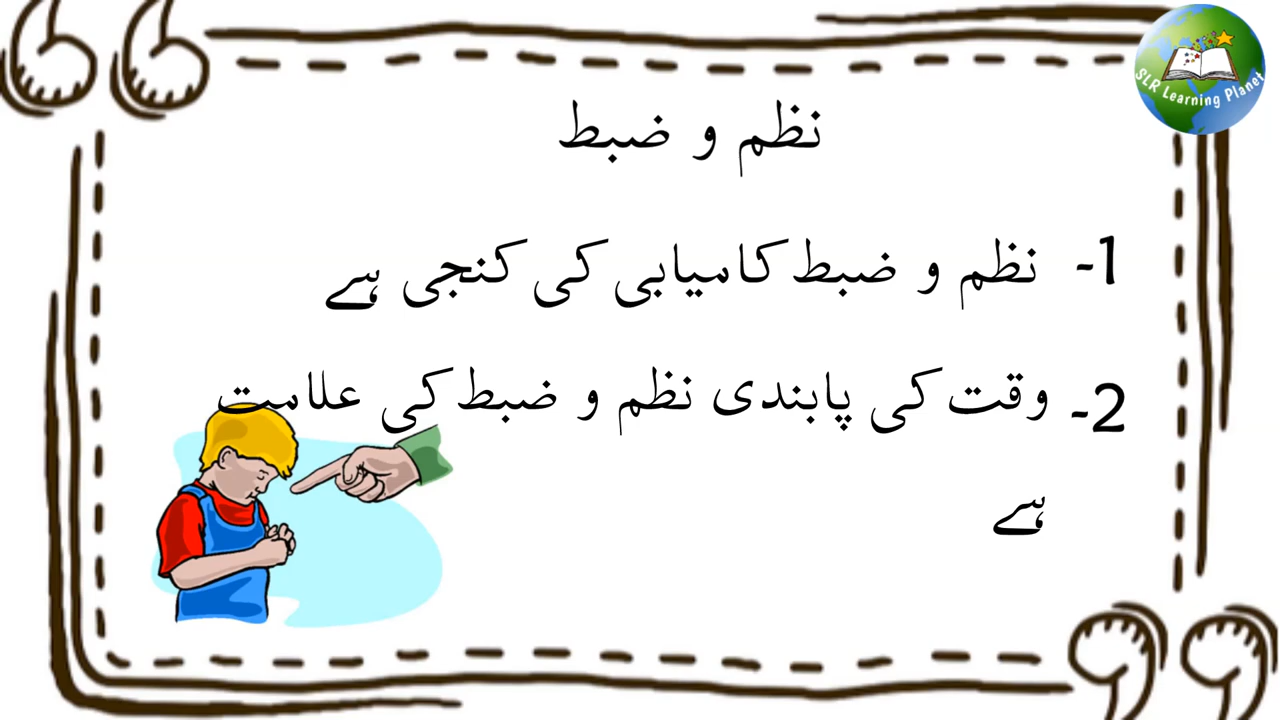 SLR Learning Planet
نظم و ضبط
1- نظم و ضبط کامیابی کی کنجی ہے
2- وقت کی پابندی نظم و ضبط کی علامت
ہے